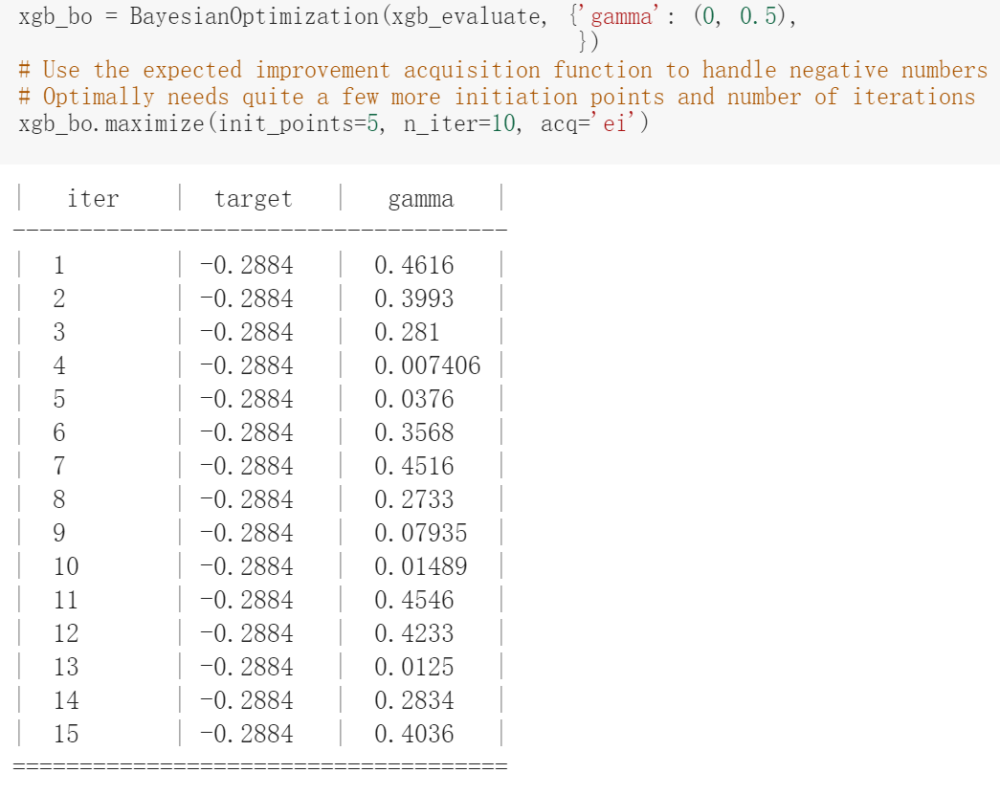 xgb_bo = BayesianOptimization(xgb_evaluate, {'gamma': (0, 0.5),
})
# Use the expected improvement acquisition function to handle negative numbers
# Optimally needs quite a few more initiation points and number of iterations
xgb_bo.maximize(init_points=5, n_iter=10, acq='ei')
| iter | target | gamma |
-------------------------------------
| 1 | -0.2884 | 0.4616 |
| 2 | -0.2884 | 0.3993 |
| 3 | -0.2884 | 0.281 |
| 4 | -0.2884 | 0.007406 |
| 5 | -0.2884 | 0.0376 |
| 6 | -0.2884 | 0.3568 |
| 7 | -0.2884 | 0.4516 |
| 8 | -0.2884 | 0.2733 |
| 9 | -0.2884 | 0.07935 |
| 10 | -0.2884 | 0.01489 |
| 11 | -0.2884 | 0.4546 |
| 12 | -0.2884 | 0.4233 |
| 13 | -0.2884 | 0.0125 |
| 14 | -0.2884 | 0.2834 |
| 15 | -0.2884 | 0.4036 |
=====================================